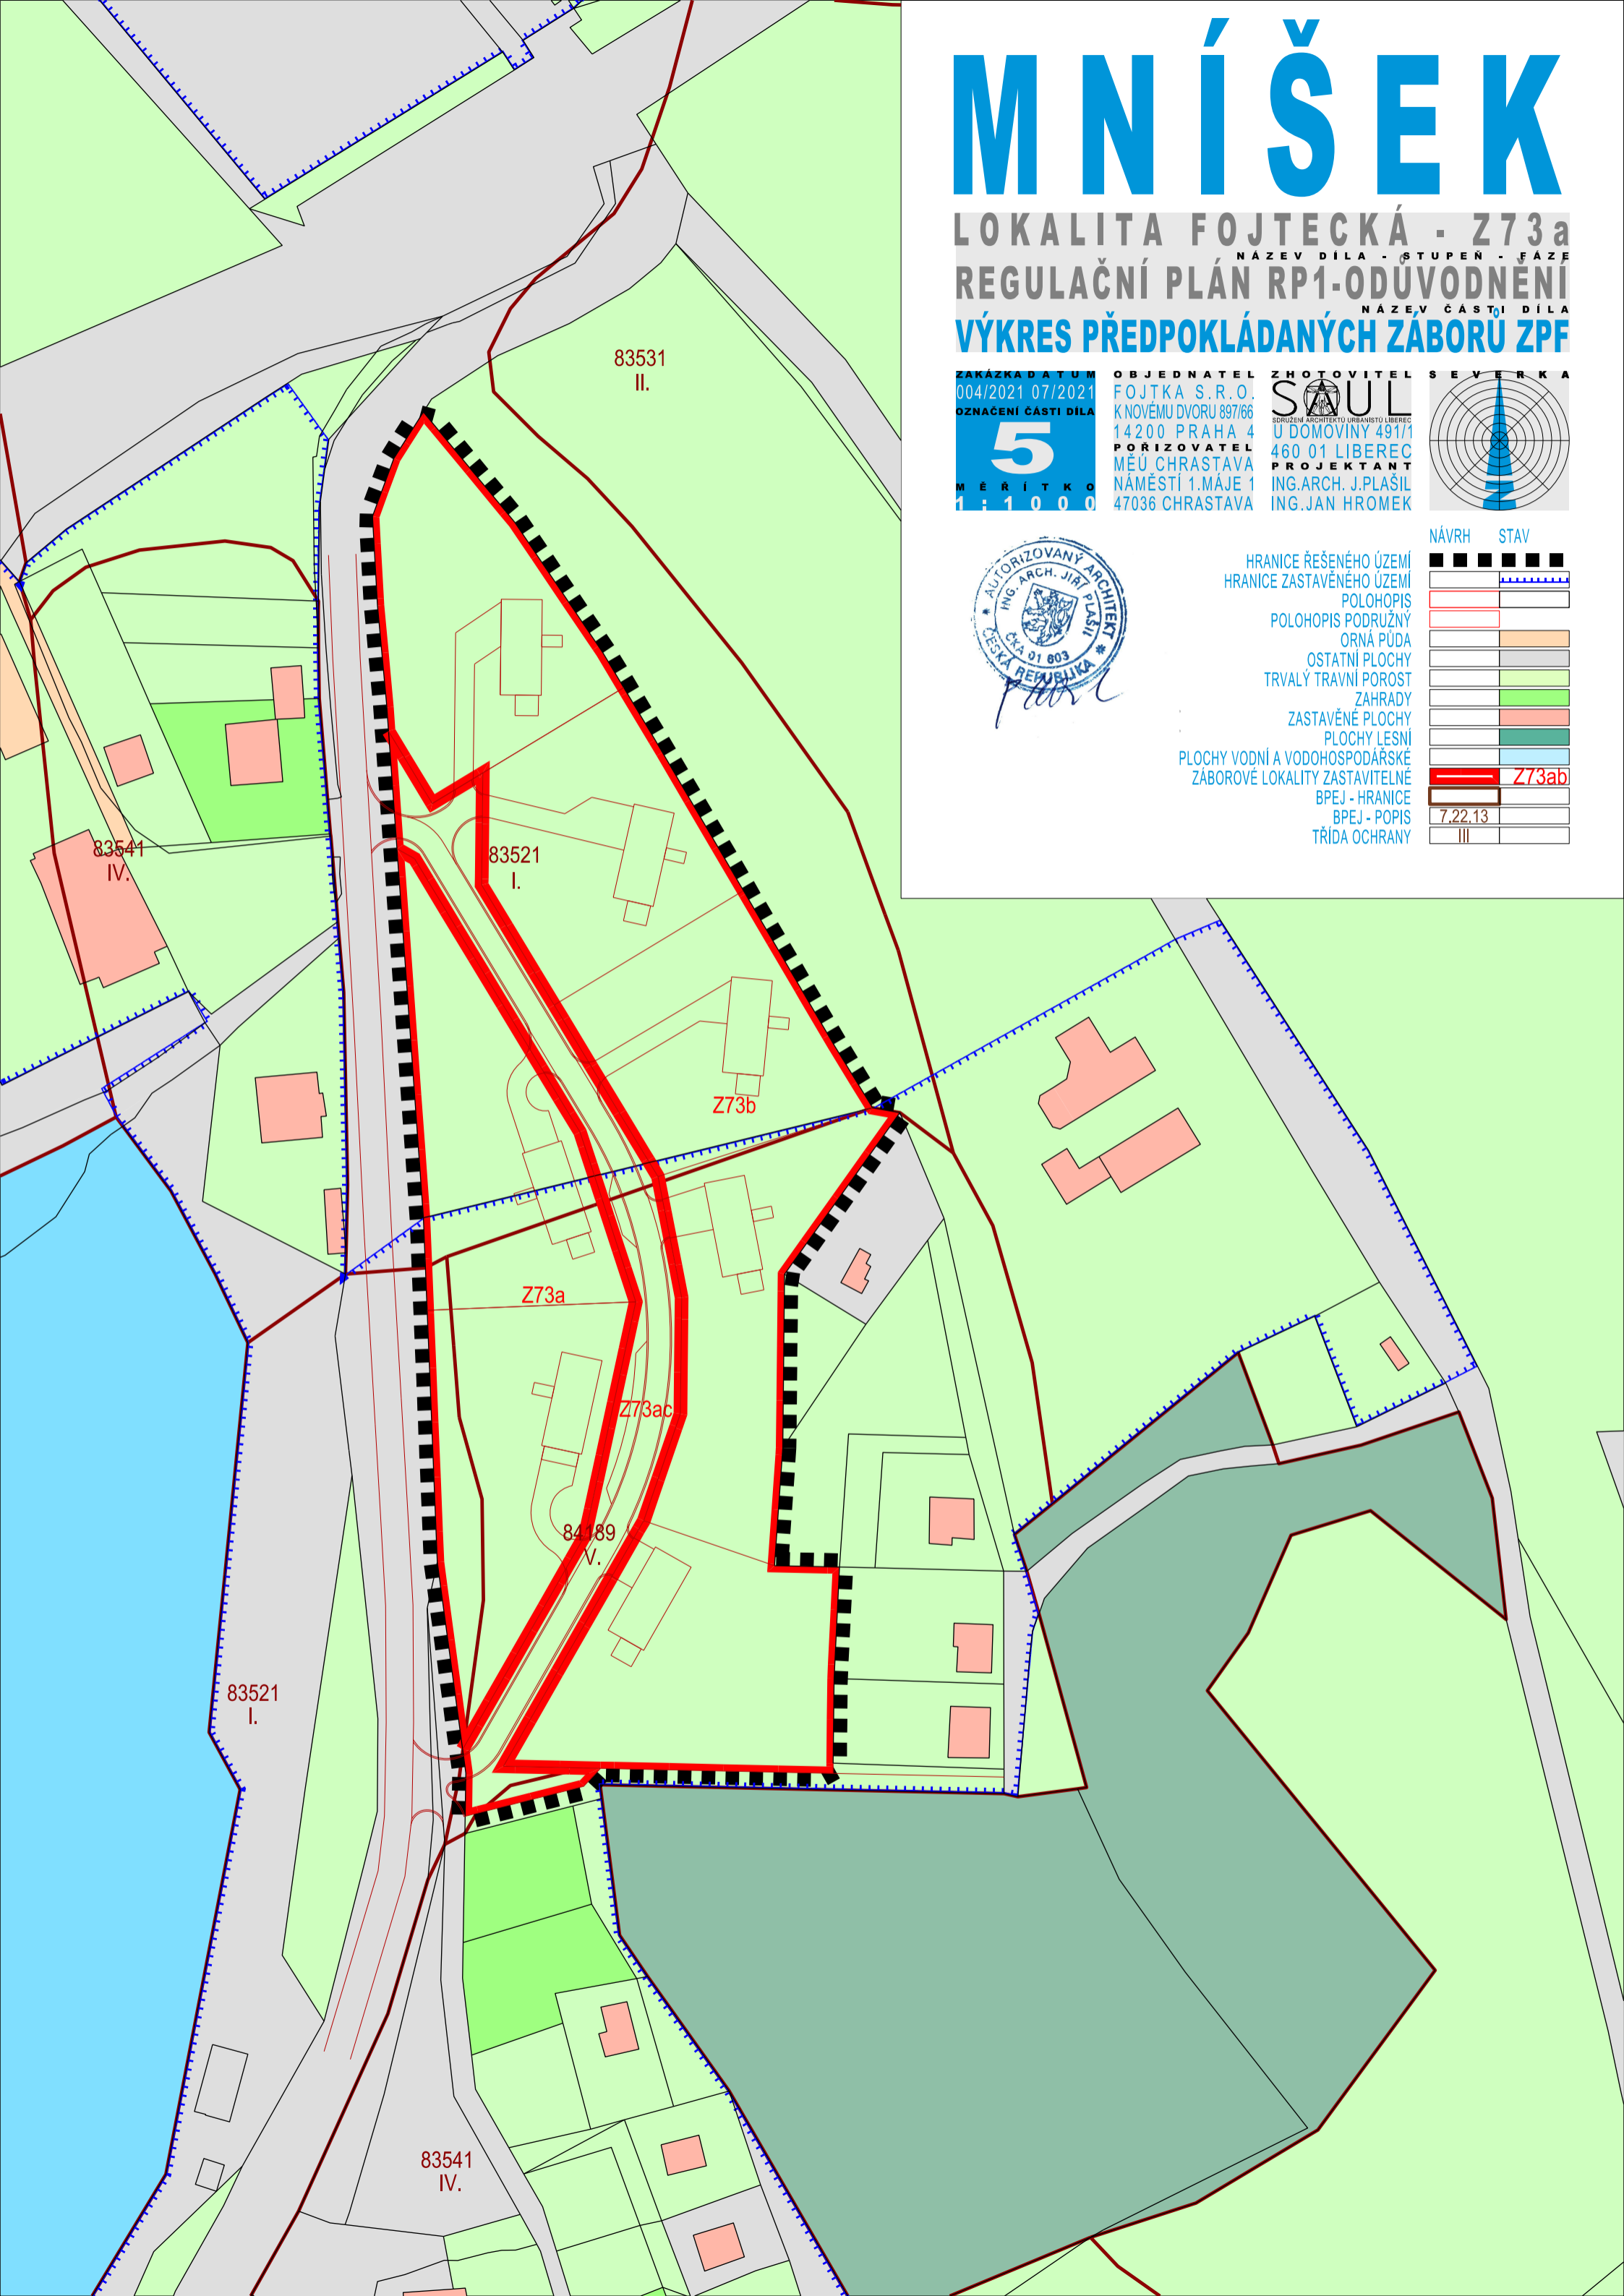 MNÍŠEK
LOKALITA FOJTECKÁ - Z73a
NÁZEV DÍLA - STUPEŇ - FÁZE
REGULAČNÍ PLÁN RP1-ODŮVODNĚNÍ
NÁZEV ČÁSTI DÍLA
VÝKRES PŘEDPOKLÁDANÝCH ZÁBORŮ ZPF
ZAKÁZKA DATUM
004/2021 07/2021
OZNAČENÍ ČÁSTI DÍLA
5
MĚŘÍTKO
1:1000
OBJEDNATEL
FOJTKA S.R.O.
K NOVÉMU DVORU 897/66
14200 PRAHA 4
POŘIZOVATEL
MĚÚ CHRASTAVA
NÁMĚSTÍ 1.MÁJE 1
47036 CHRASTAVA
ZHOTOVITEL
SAUL
SDRUŽENÍ ARCHITEKTŮ URBANISTŮ LIBEREC
U DOMOVINY 491/1
460 01 LIBEREC
PROJEKTANT
ING.ARCH. J.PLAŠIL
ING.JAN HROMEK
SEVERKA
AUTORIZOVANÝ ARCHITEKT
ING. ARCH. JIŘÍ PLAŠIL
ČKA 01 603
ČESKÁ REPUBLIKA
NÁVRH STAV
HRANICE ŘEŠENÉHO ÚZEMÍ
HRANICE ZASTAVĚNÉHO ÚZEMÍ
POLOHOPIS
POLOHOPIS PODRUŽNÝ
ORNÁ PŮDA
OSTATNÍ PLOCHY
TRVALÝ TRAVNÍ POROST
ZAHRADY
ZASTAVĚNÉ PLOCHY
PLOCHY LESNÍ
PLOCHY VODNÍ A VODOHOSPODÁŘSKÉ
ZÁBOROVÉ LOKALITY ZASTAVITELNÉ Z73ab
BPEJ - HRANICE
BPEJ - POPIS 7.22.13
TŘÍDA OCHRANY III
83531
II.
83541
IV.
83521
I.
Z73b
Z73a
Z73ac
84189
V.
83521
I.
83541
IV.